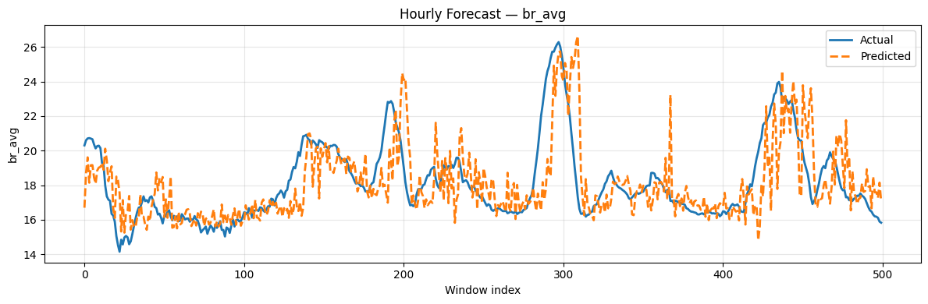 Hourly Forecast — br_avg
Actual
Predicted
br_avg
26
24
22
20
18
16
14
0
100
200
300
400
500
Window index